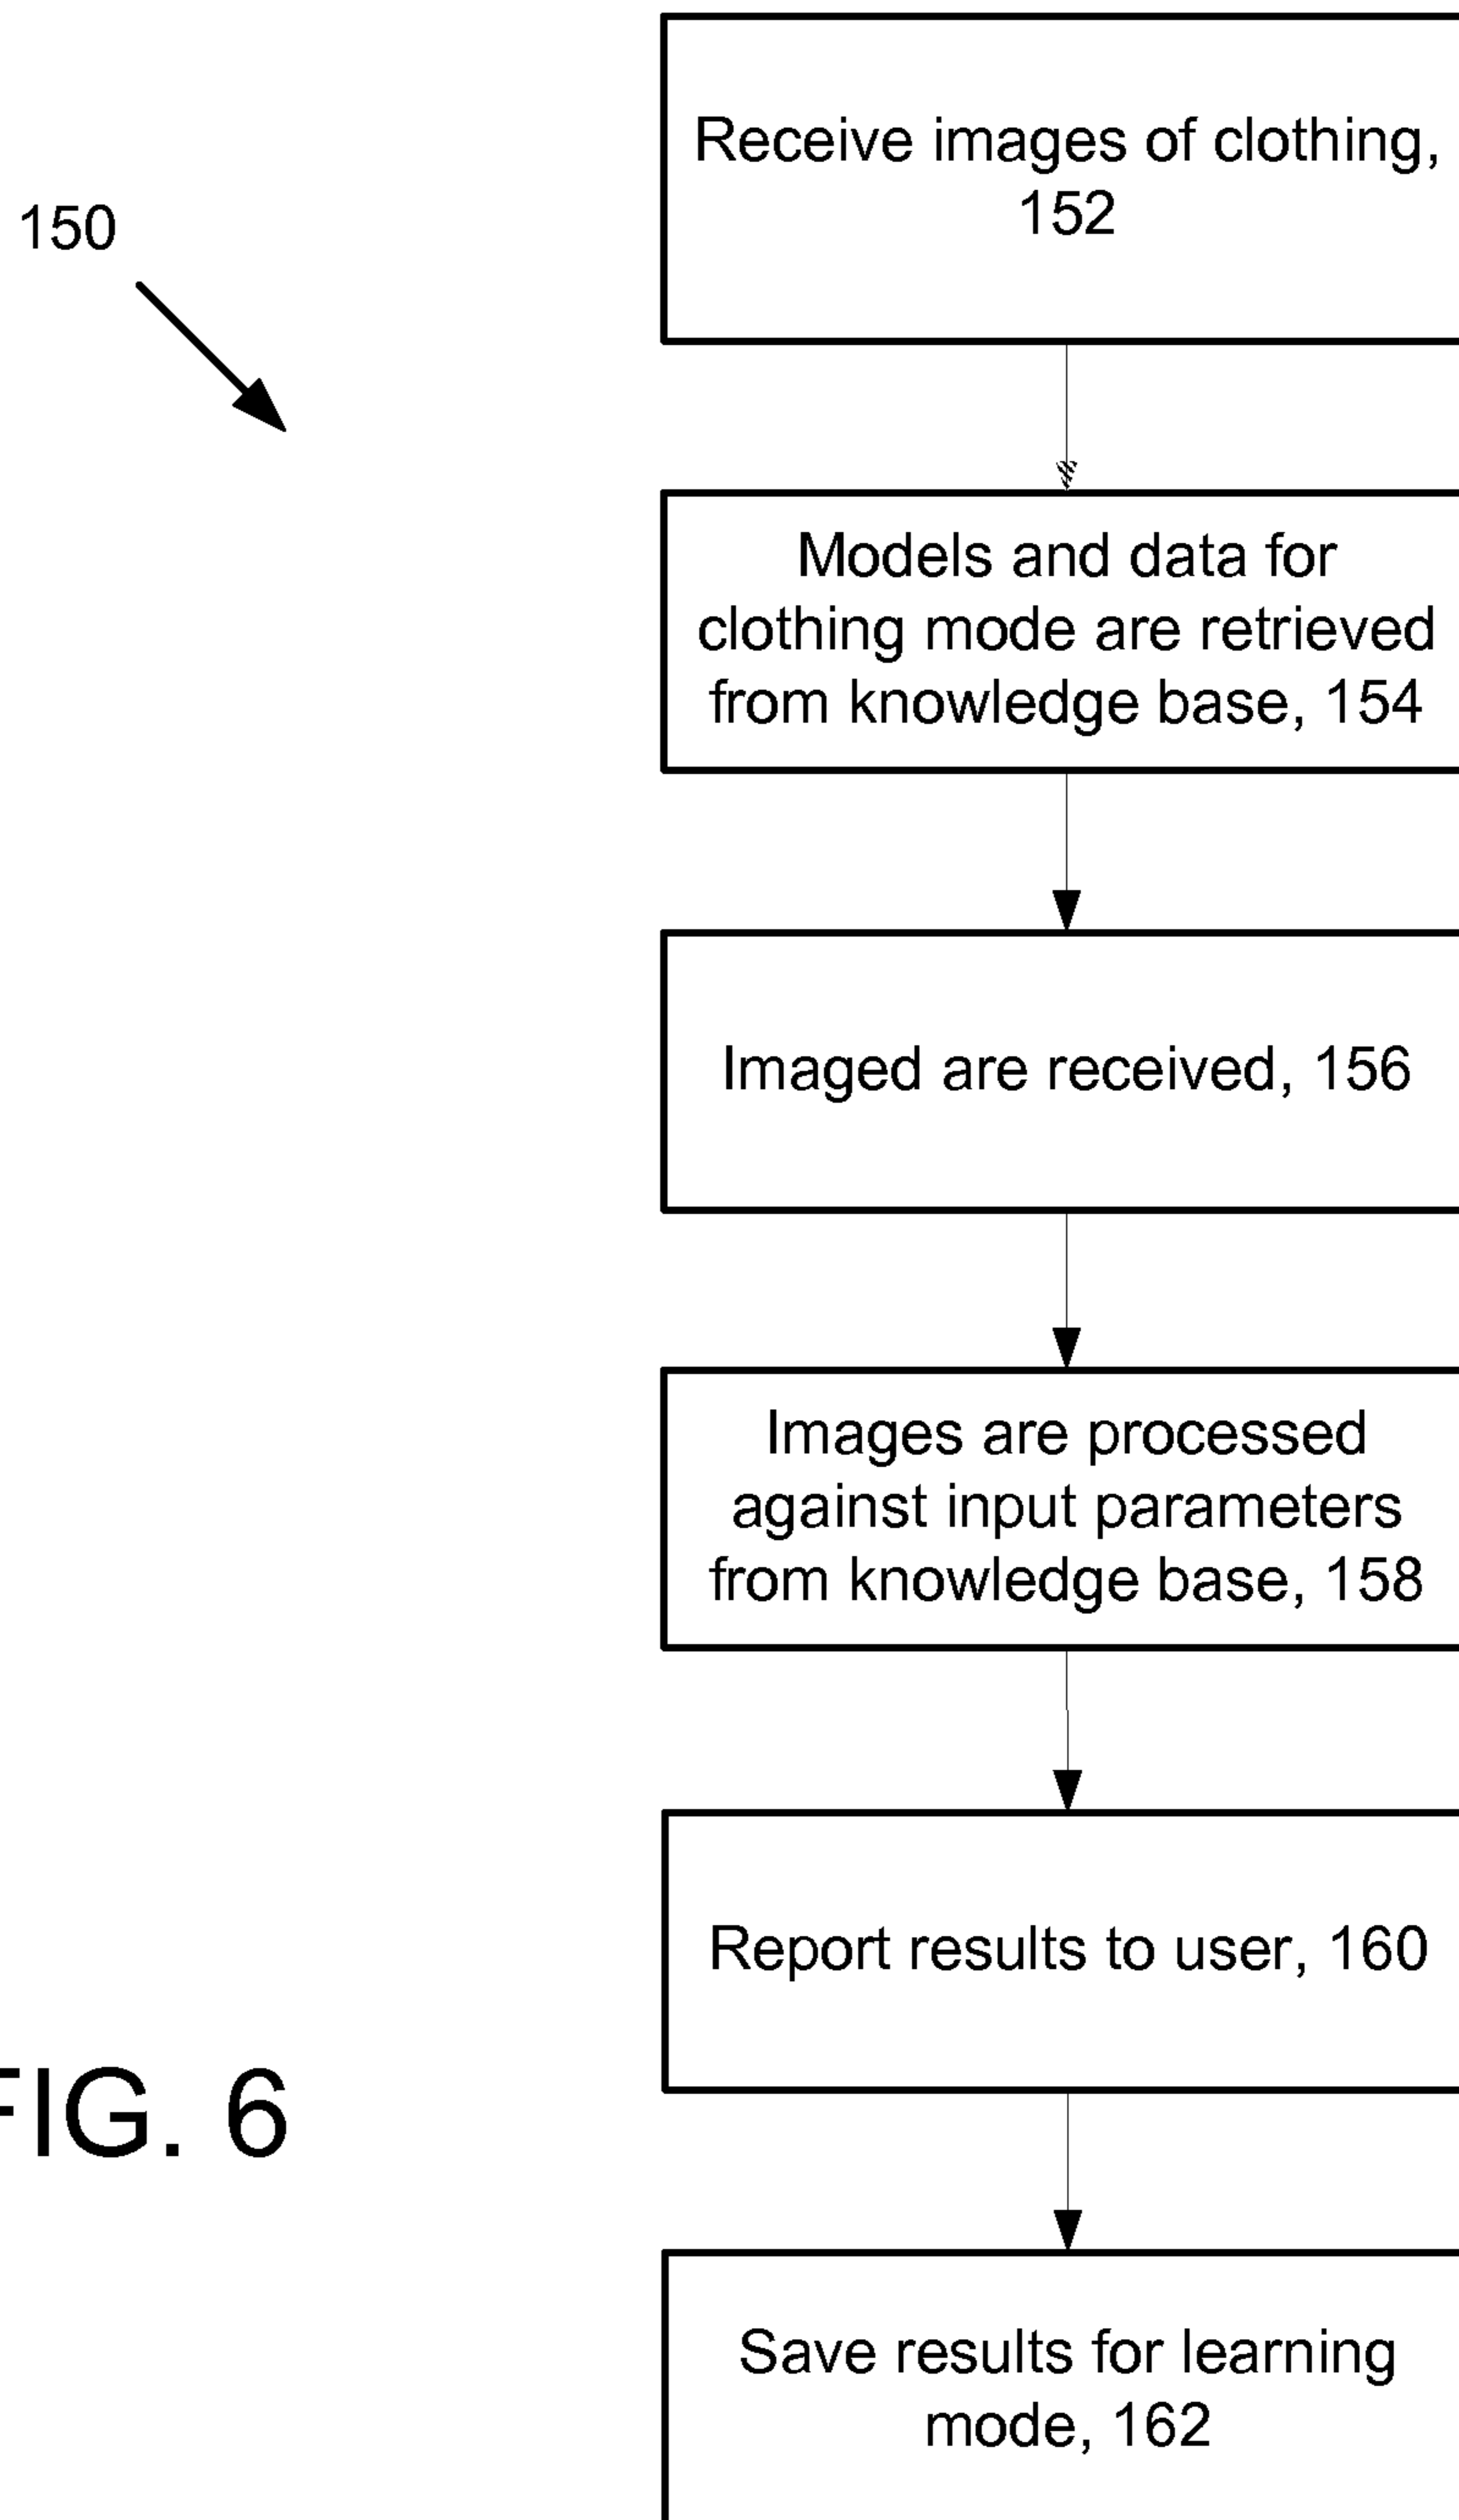 Receive images of clothing,
152
150
Models and data for
clothing mode are retrieved
from knowledge base, 154
Imaged are received, 156
Images are processed
against input parameters
from knowledge base, 158
Report results to user, 160
FIG. 6
Save results for learning
mode, 162